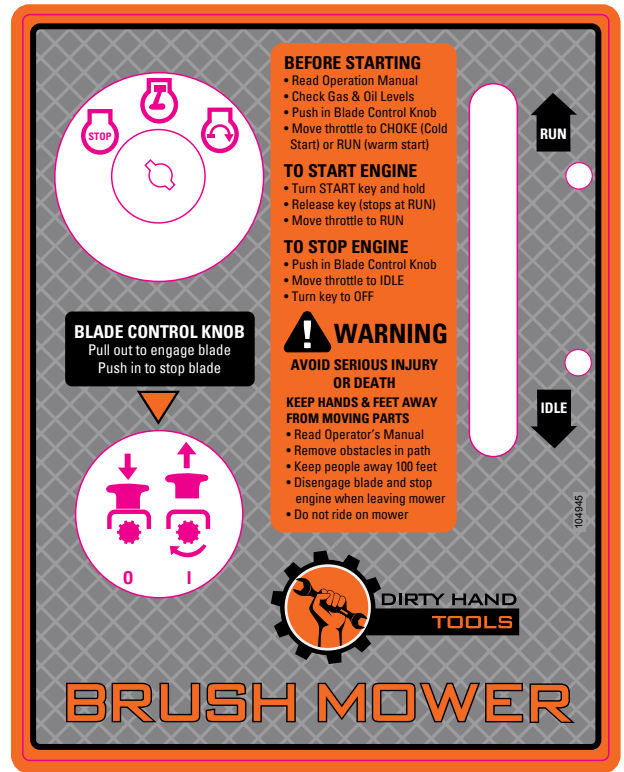 STOP
BEFORE STARTING
• Read Operation Manual
• Check Gas & Oil Levels
• Push in Blade Control Knob
• Move throttle to CHOKE (Cold
Start) or RUN (warm start)
TO START ENGINE
• Turn START key and hold
• Release key (stops at RUN)
• Move throttle to RUN
TO STOP ENGINE
• Push in Blade Control Knob
• Move throttle to IDLE
• Turn key to OFF
! WARNING
AVOID SERIOUS INJURY
OR DEATH
KEEP HANDS & FEET AWAY
FROM MOVING PARTS
• Read Operator's Manual
• Remove obstacles in path
• Keep people away 100 feet
• Disengage blade and stop
engine when leaving mower
• Do not ride on mower
RUN
IDLE
104945
BLADE CONTROL KNOB
Pull out to engage blade
Push in to stop blade
O I
DIRTY HAND
TOOLS
BRUSH MOWER